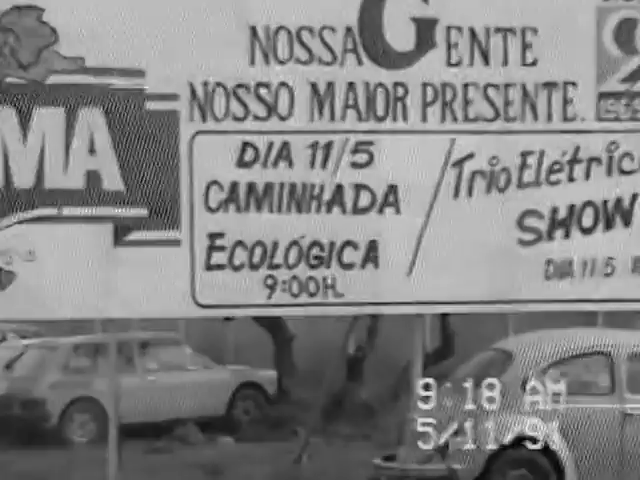 NOSSA GENTE
NOSSO MAIOR PRESENTE.
MA
DIA 11/5
CAMINHADA
ECOLÓGICA
9:00H.
Trio Elétric
SHOW
DIA 11 5
9:18 AM
5/11/91